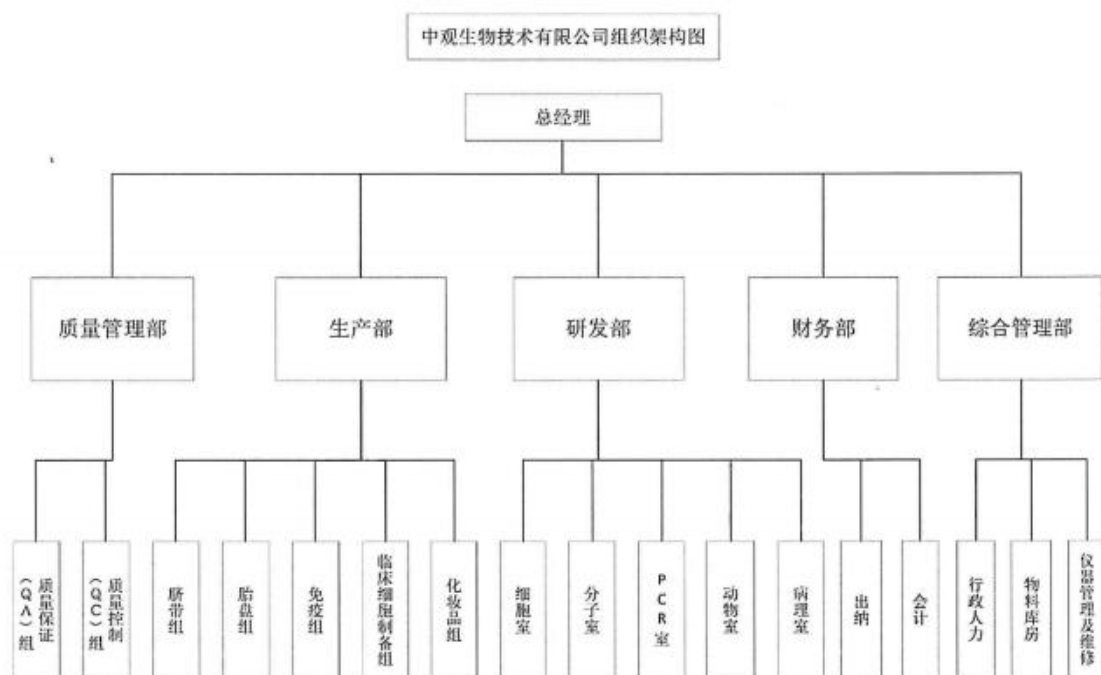 中观生物技术有限公司组织架构图
总经理
质量管理部
生产部
研发部
财务部
综合管理部
质量保证
（QA）组
质量控制
（QC）组
脐带组
胎盘组
免疫组
临床细胞制备组
化妆品组
细胞室
分子室
PCR室
动物室
病理室
出纳
会计
行政人力
物料库房
仪器管理及维修